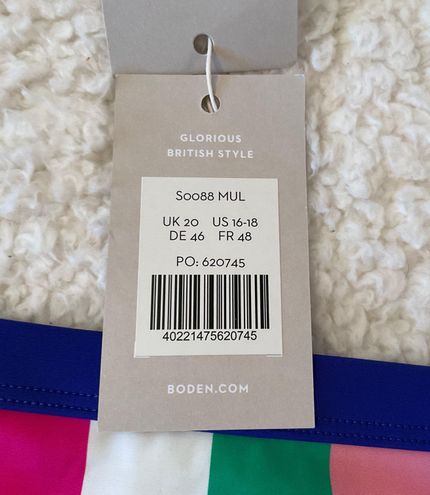 GLORIOUS
BRITISH STYLE
S0088 MUL
UK 20 US 16-18
DE 46 FR 48
PO: 620745
40221475620745
BODEN.COM